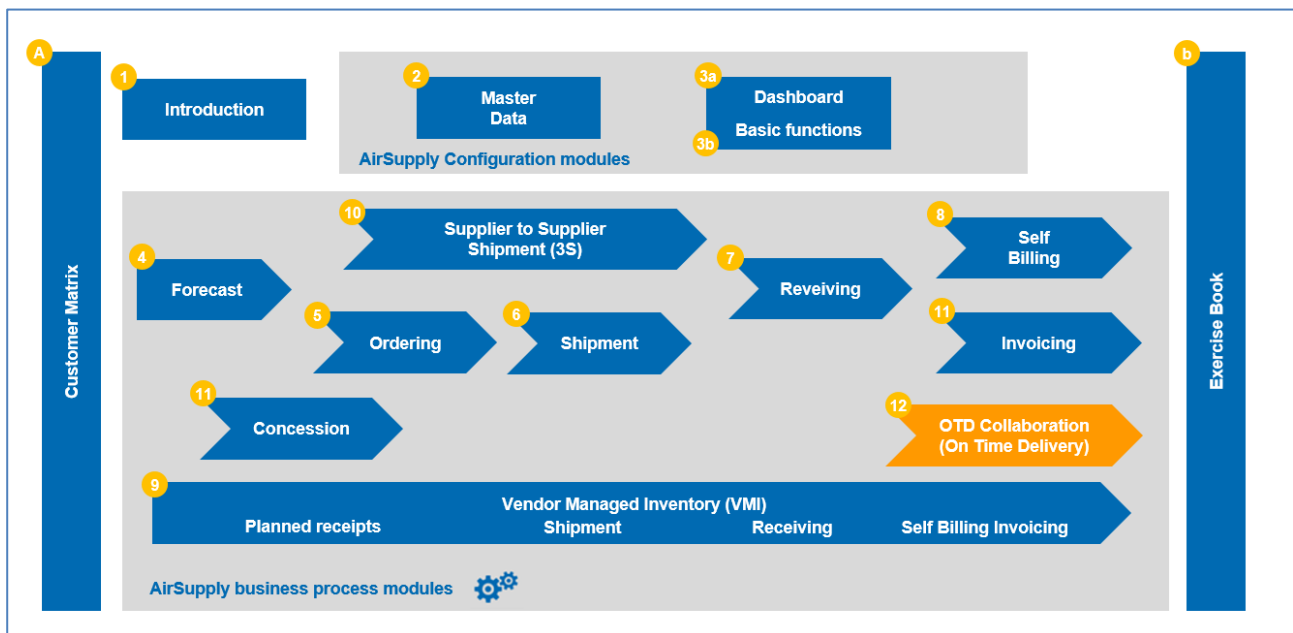 A
Customer Matrix
1
Introduction
2
Master
Data
3a
Dashboard
Basic functions
3b
AirSupply Configuration modules
b
Exercise Book
10
Supplier to Supplier
Shipment (3S)
8
Self
Billing
4
Forecast
7
Reveiving
5
Ordering
6
Shipment
11
Invoicing
11
Concession
12
OTD Collaboration
(On Time Delivery)
9
Vendor Managed Inventory (VMI)
Planned receipts Shipment Receiving Self Billing Invoicing
AirSupply business process modules